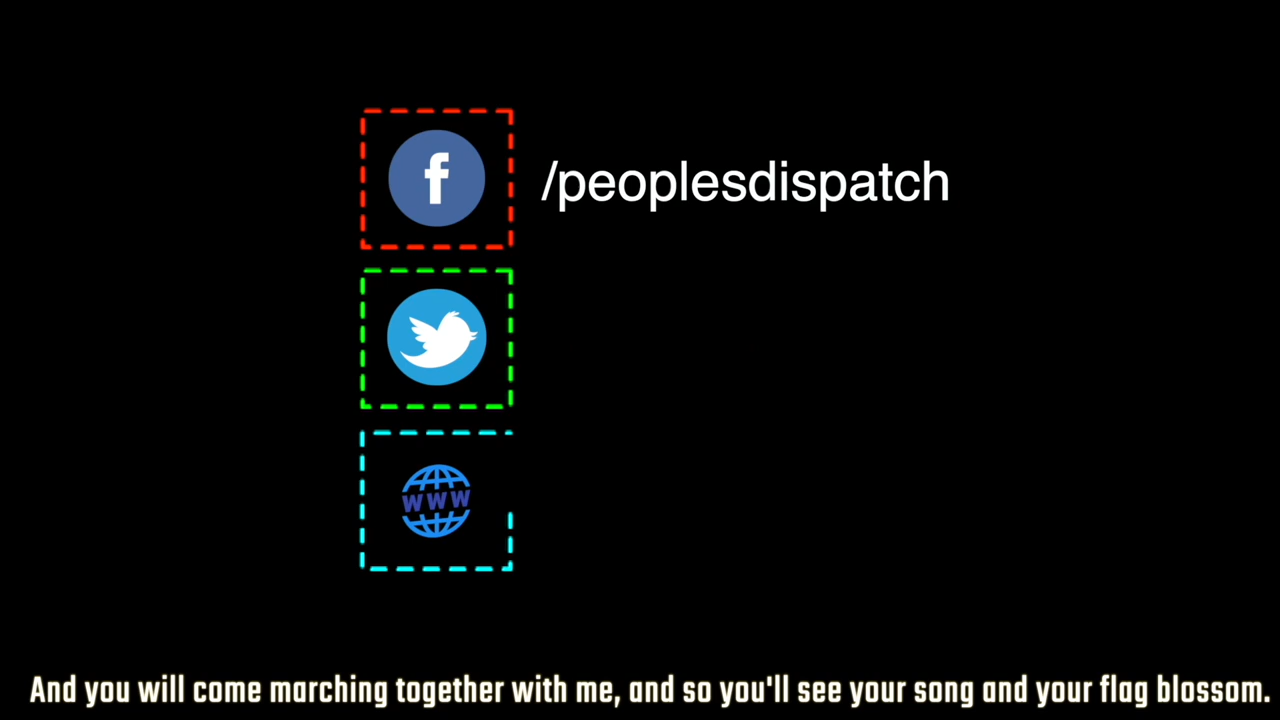 f
/peoplesdispatch
WWW
And you will come marching together with me, and so you'll see your song and your flag blossom.